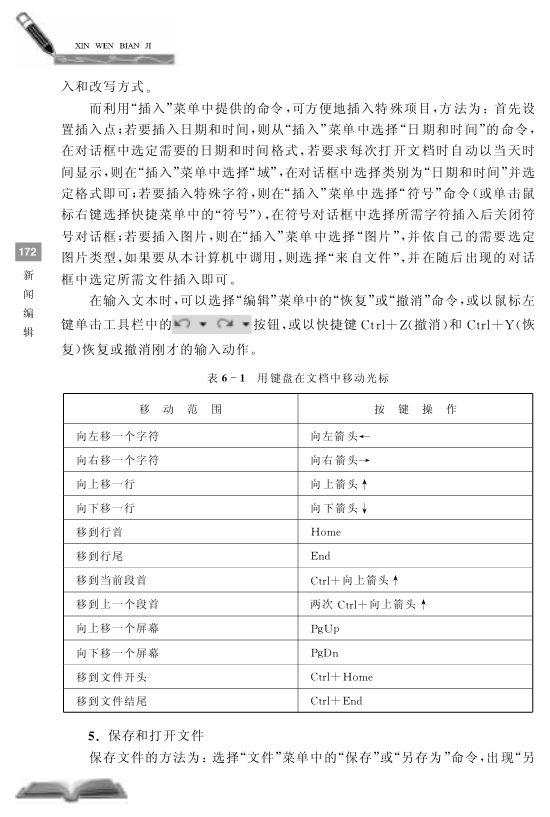 XIN WEN BIAN JI
入和改写方式。
而利用“插入”菜单中提供的命令,可方便地插入特殊项目,方法为:首先设
置插入点;若要插入日期和时间,则从“插入”菜单中选择“日期和时间”的命令,
在对话框中选定需要的日期和时间格式,若要求每次打开文档时自动以当天时
间显示,则在“插入”菜单中选择“域”,在对话框中选择类别为“日期和时间”并选
定格式即可;若要插入特殊字符,则在“插入”菜单中选择“符号”命令(或单击鼠
标右键选择快捷菜单中的“符号”),在符号对话框中选择所需字符插入后关闭符
号对话框;若要插入图片,则在“插入”菜单中选择“图片”,并依自己的需要选定
图片类型,如果要从本计算机中调用,则选择“来自文件”,并在随后出现的对话
框中选定所需文件插入即可。
在输入文本时,可以选择“编辑”菜单中的“恢复”或“撤消”命令,或以鼠标左
键单击工具栏中的按钮,或以快捷键 Ctrl+Z(撤消)和 Ctrl+Y(恢
复)恢复或撤消刚才的输入动作。
172
新
闻
编
辑
表 6-1 用键盘在文档中移动光标
移 动 范 围 按 键 操 作
向左移一个字符 向左箭头←
向右移一个字符 向右箭头→
向上移一行 向上箭头↑
向下移一行 向下箭头↓
移到行首 Home
移到行尾 End
移到当前段首 Ctrl+向上箭头↑
移到上一个段首 两次 Ctrl+向上箭头↑
向上移一个屏幕 PgUp
向下移一个屏幕 PgDn
移到文件开头 Ctrl+Home
移到文件结尾 Ctrl+End
5. 保存和打开文件
保存文件的方法为:选择“文件”菜单中的“保存”或“另存为”命令,出现“另